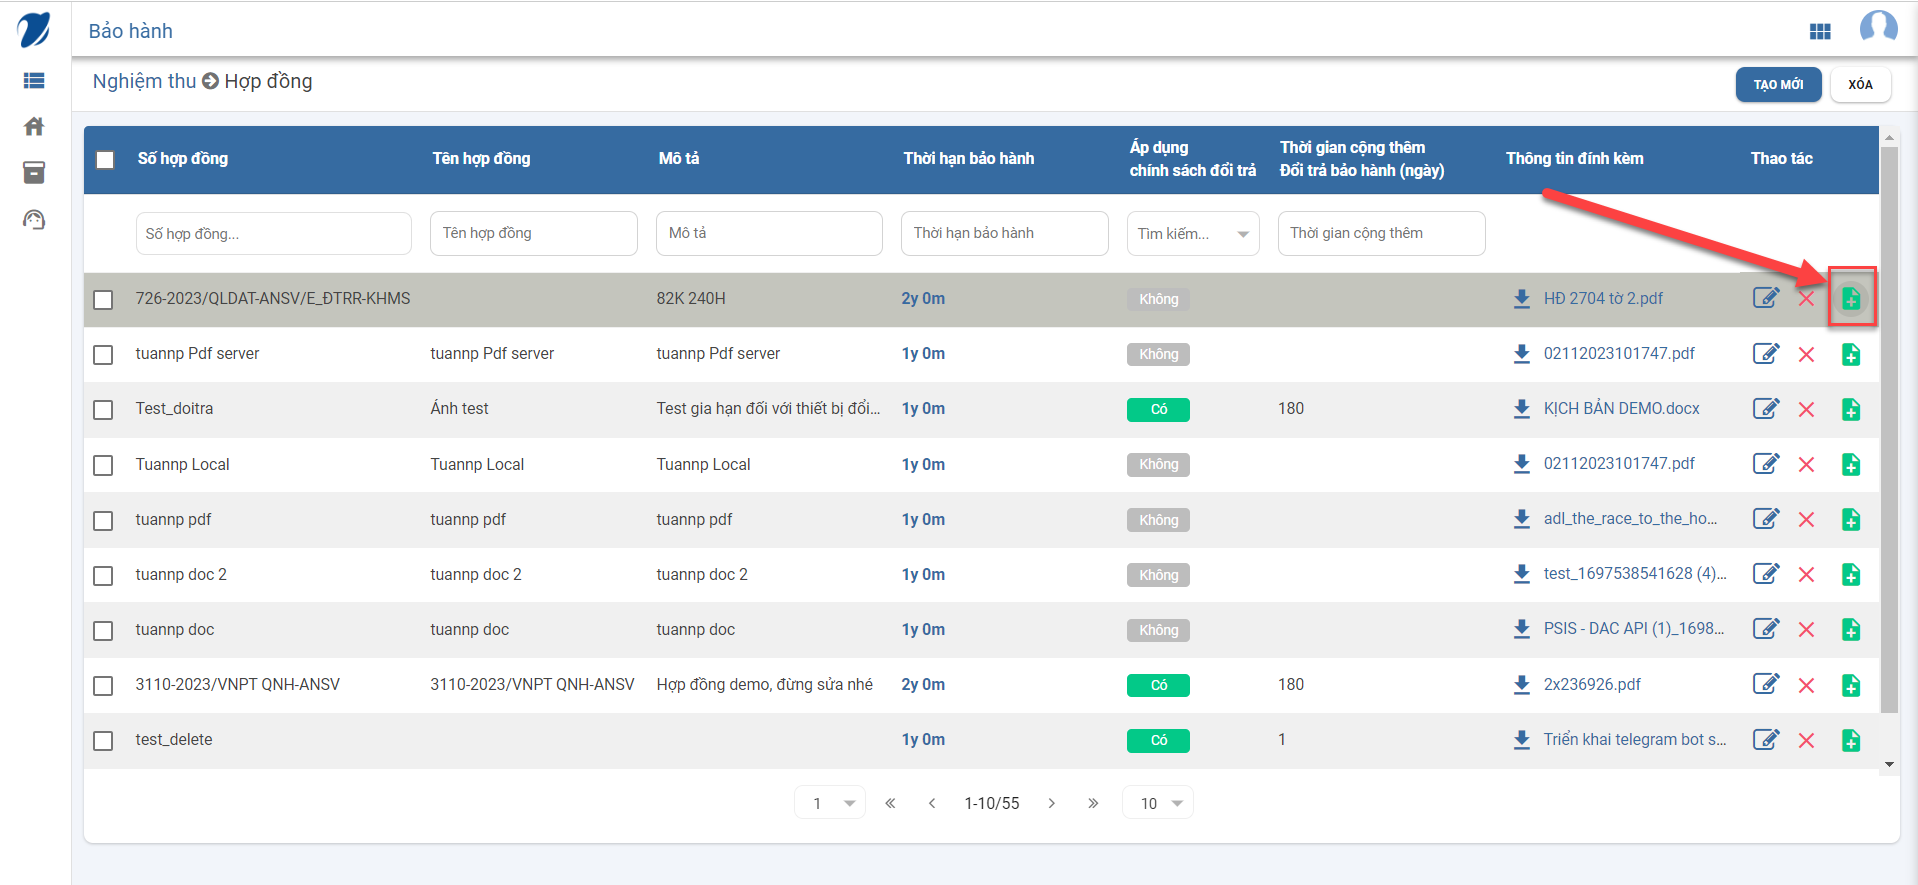 Bảo hành
Nghiệm thu Hợp đồng
TẠO MỚI XÓA
Số hợp đồng Tên hợp đồng Mô tả Thời hạn bảo hành Áp dụng chính sách đổi trả Thời gian cộng thêm Đổi trả bảo hành (ngày) Thông tin đính kèm Thao tác
Số hợp đồng... Tên hợp đồng Mô tả Thời hạn bảo hành Tìm kiếm... Thời gian cộng thêm
726-2023/QLDAT-ANSV/E_ĐTRR-KHMS 82K 240H 2y 0m Không HĐ 2704 tờ 2.pdf
tuannp Pdf server tuannp Pdf server tuannp Pdf server 1y 0m Không 02112023101747.pdf
Test_doitra Ánh test Test gia hạn đối với thiết bị đổi... 1y 0m Có 180 KỊCH BẢN DEMO.docx
Tuannp Local Tuannp Local Tuannp Local 1y 0m Không 02112023101747.pdf
tuannp pdf tuannp pdf tuannp pdf 1y 0m Không adl_the_race_to_the_ho...
tuannp doc 2 tuannp doc 2 tuannp doc 2 1y 0m Không test_1697538541628 (4)...
tuannp doc tuannp doc tuannp doc 1y 0m Không PSIS - DAC API (1)_1698...
3110-2023/VNPT QNH-ANSV 3110-2023/VNPT QNH-ANSV Hợp đồng demo, đừng sửa nhé 2y 0m Có 180 2x236926.pdf
test_delete 1y 0m Có 1 Triển khai telegram bot s...
1 « ‹ 1-10/55 › » 10